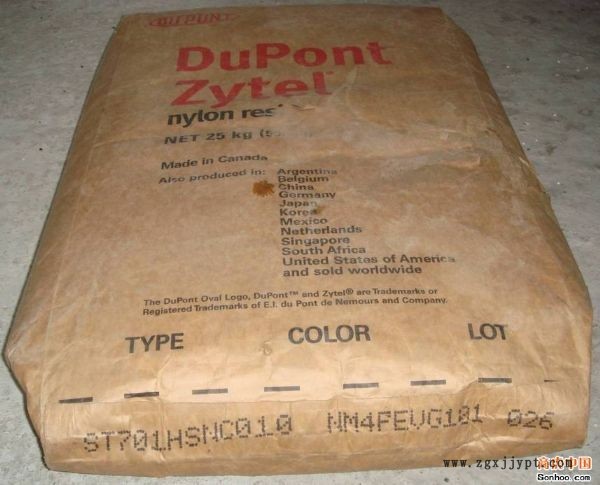 DUPONT
DuPont
Zytel
nylon
NET 25 kg
Made in Canada
Also produced in: Argentina
Belgium
China
Germany
Japan
Korea
Mexico
Netherlands
Singapore
South Africa
United States of America
and sold worldwide
The DuPont Oval Logo, DuPont™ and Zytel® are Trademarks or
Registered Trademarks of E.I. du Pont de Nemours and Company.
TYPE COLOR LOT
ST701HSNC010 NM4FEVG181 026
www.zgxjjypt.com
Sonhoo.com